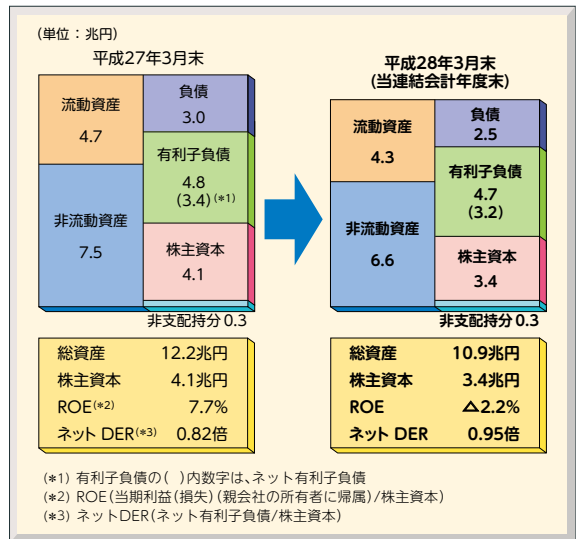 (単位:兆円)
平成27年3月末
流動資産
4.7
非流動資産
7.5
負債
3.0
有利子負債
4.8
(3.4)(*1)
株主資本
4.1
非支配持分 0.3
平成28年3月末
(当連結会計年度末)
流動資産
4.3
非流動資産
6.6
負債
2.5
有利子負債
4.7
(3.2)
株主資本
3.4
非支配持分 0.3
総資産 12.2兆円
株主資本 4.1兆円
ROE(*2) 7.7%
ネット DER(*3) 0.82倍
総資産 10.9兆円
株主資本 3.4兆円
ROE △2.2%
ネット DER 0.95倍
(*1) 有利子負債の( )内数字は、ネット有利子負債
(*2) ROE(当期利益(損失)(親会社の所有者に帰属)/株主資本)
(*3) ネットDER(ネット有利子負債/株主資本)